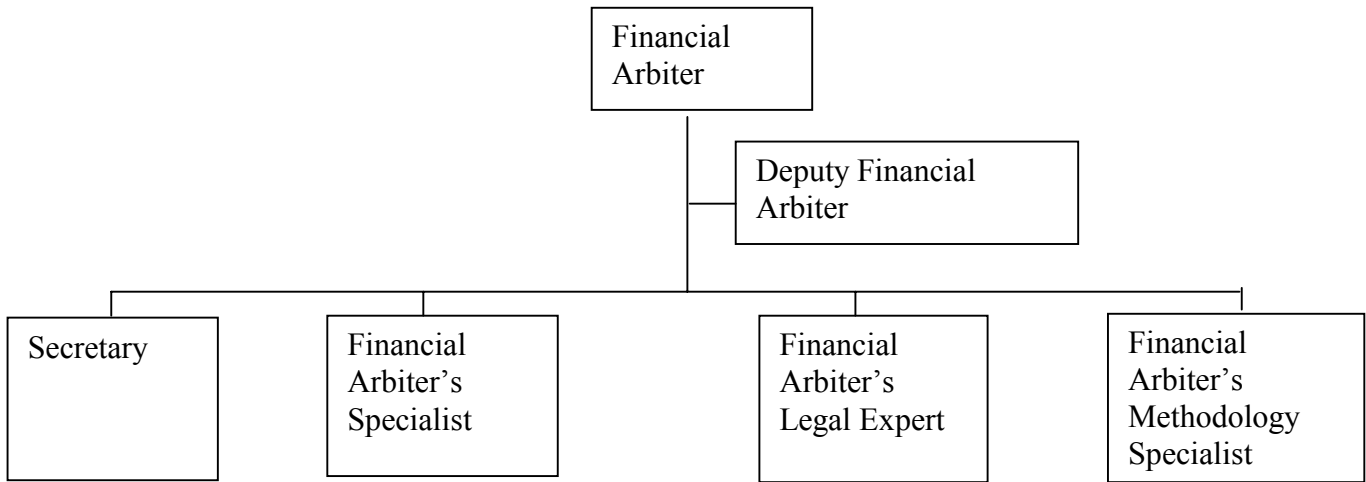 Financial
Arbiter
Deputy Financial
Arbiter
Secretary
Financial
Arbiter’s
Specialist
Financial
Arbiter’s
Legal Expert
Financial
Arbiter’s
Methodology
Specialist